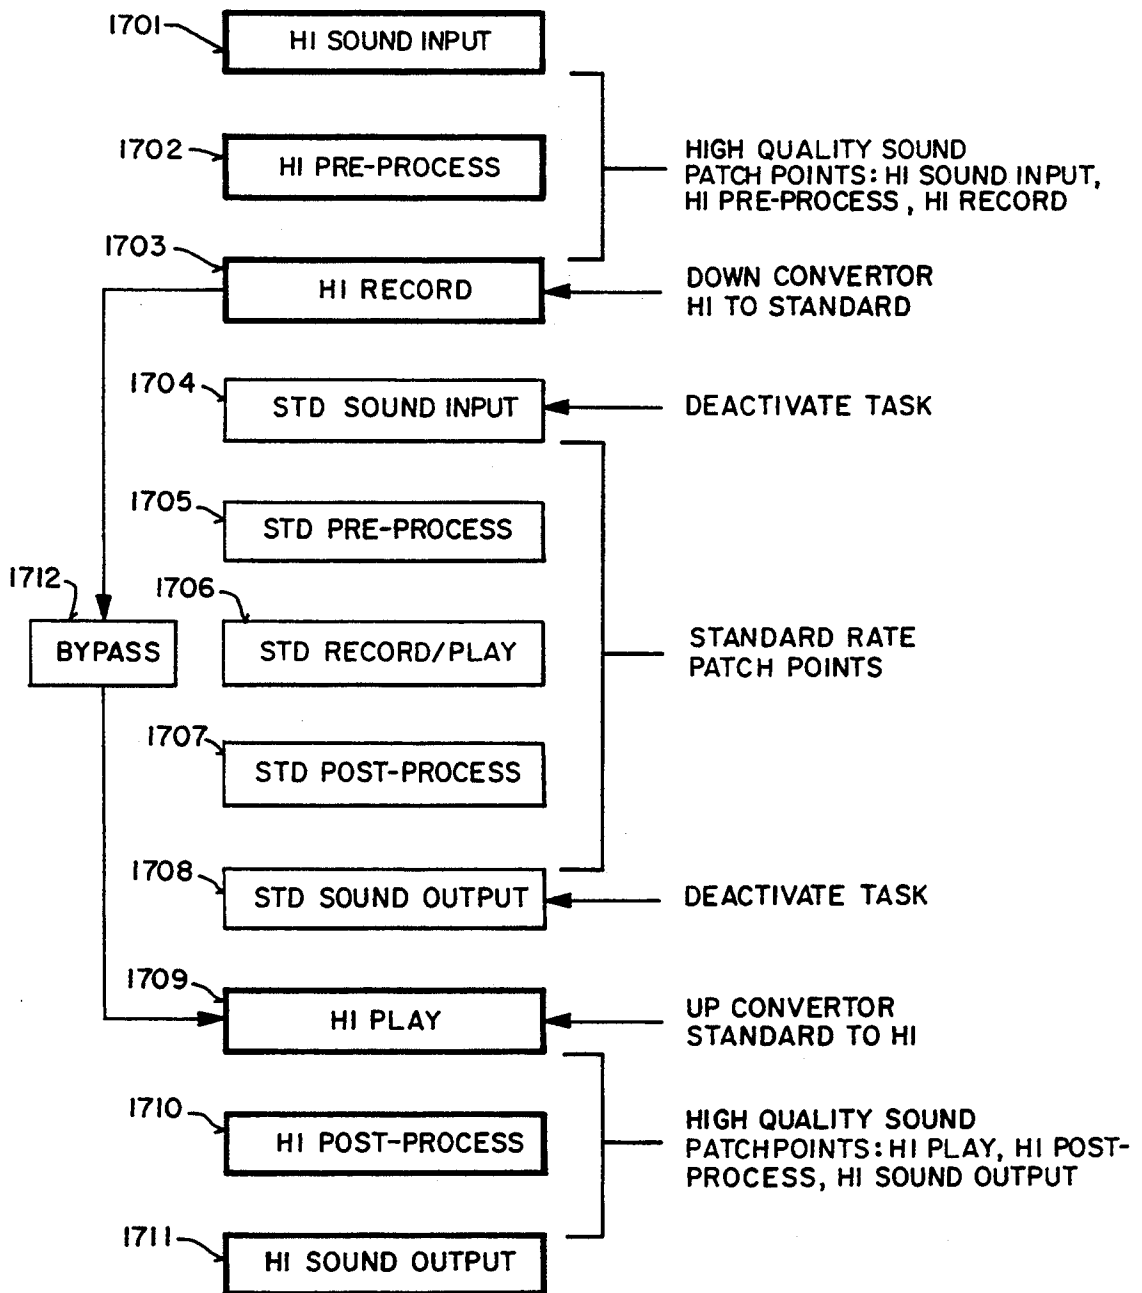 1701
HI SOUND INPUT
1702
HI PRE-PROCESS
HIGH QUALITY SOUND
PATCH POINTS: HI SOUND INPUT,
HI PRE-PROCESS, HI RECORD
1703
HI RECORD
DOWN CONVERTOR
HI TO STANDARD
1704
STD SOUND INPUT
DEACTIVATE TASK
1705
STD PRE-PROCESS
1712
BYPASS
1706
STD RECORD/PLAY
STANDARD RATE
PATCH POINTS
1707
STD POST-PROCESS
1708
STD SOUND OUTPUT
DEACTIVATE TASK
1709
HI PLAY
UP CONVERTOR
STANDARD TO HI
1710
HI POST-PROCESS
HIGH QUALITY SOUND
PATCHPOINTS: HI PLAY, HI POST-
PROCESS, HI SOUND OUTPUT
1711
HI SOUND OUTPUT